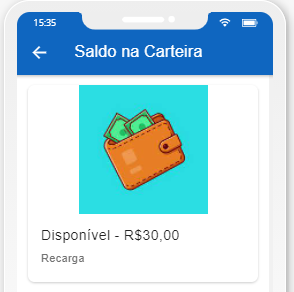 15:35
Saldo na Carteira
Disponível - R$30,00
Recarga